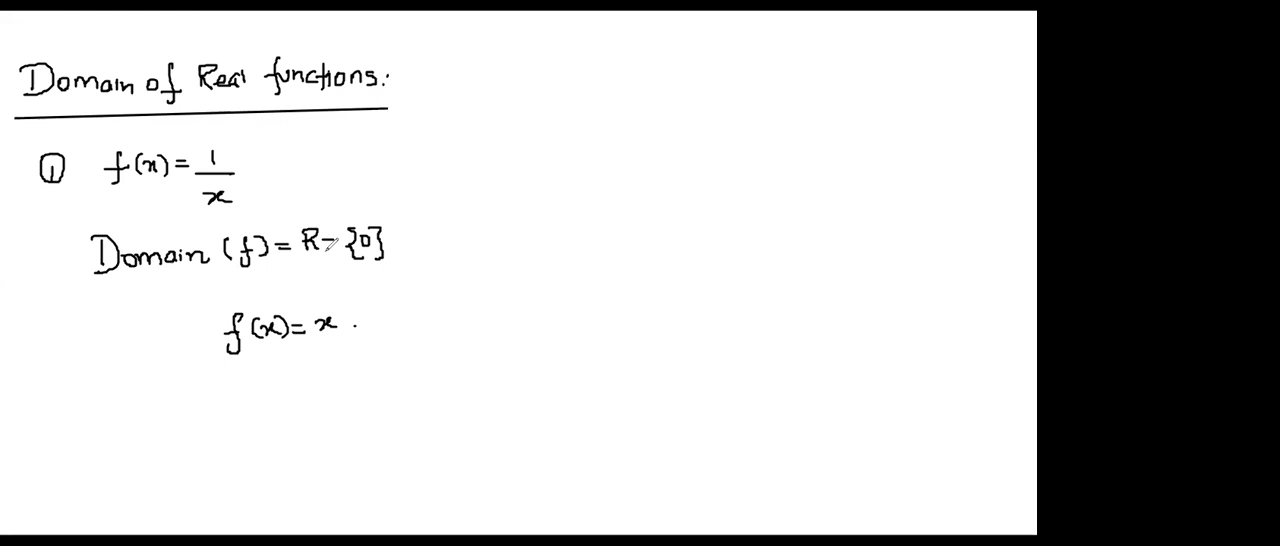 Domain of Real functions.
① f(x) = 1/x
Domain (f) = R - {0}
f(x) = x .